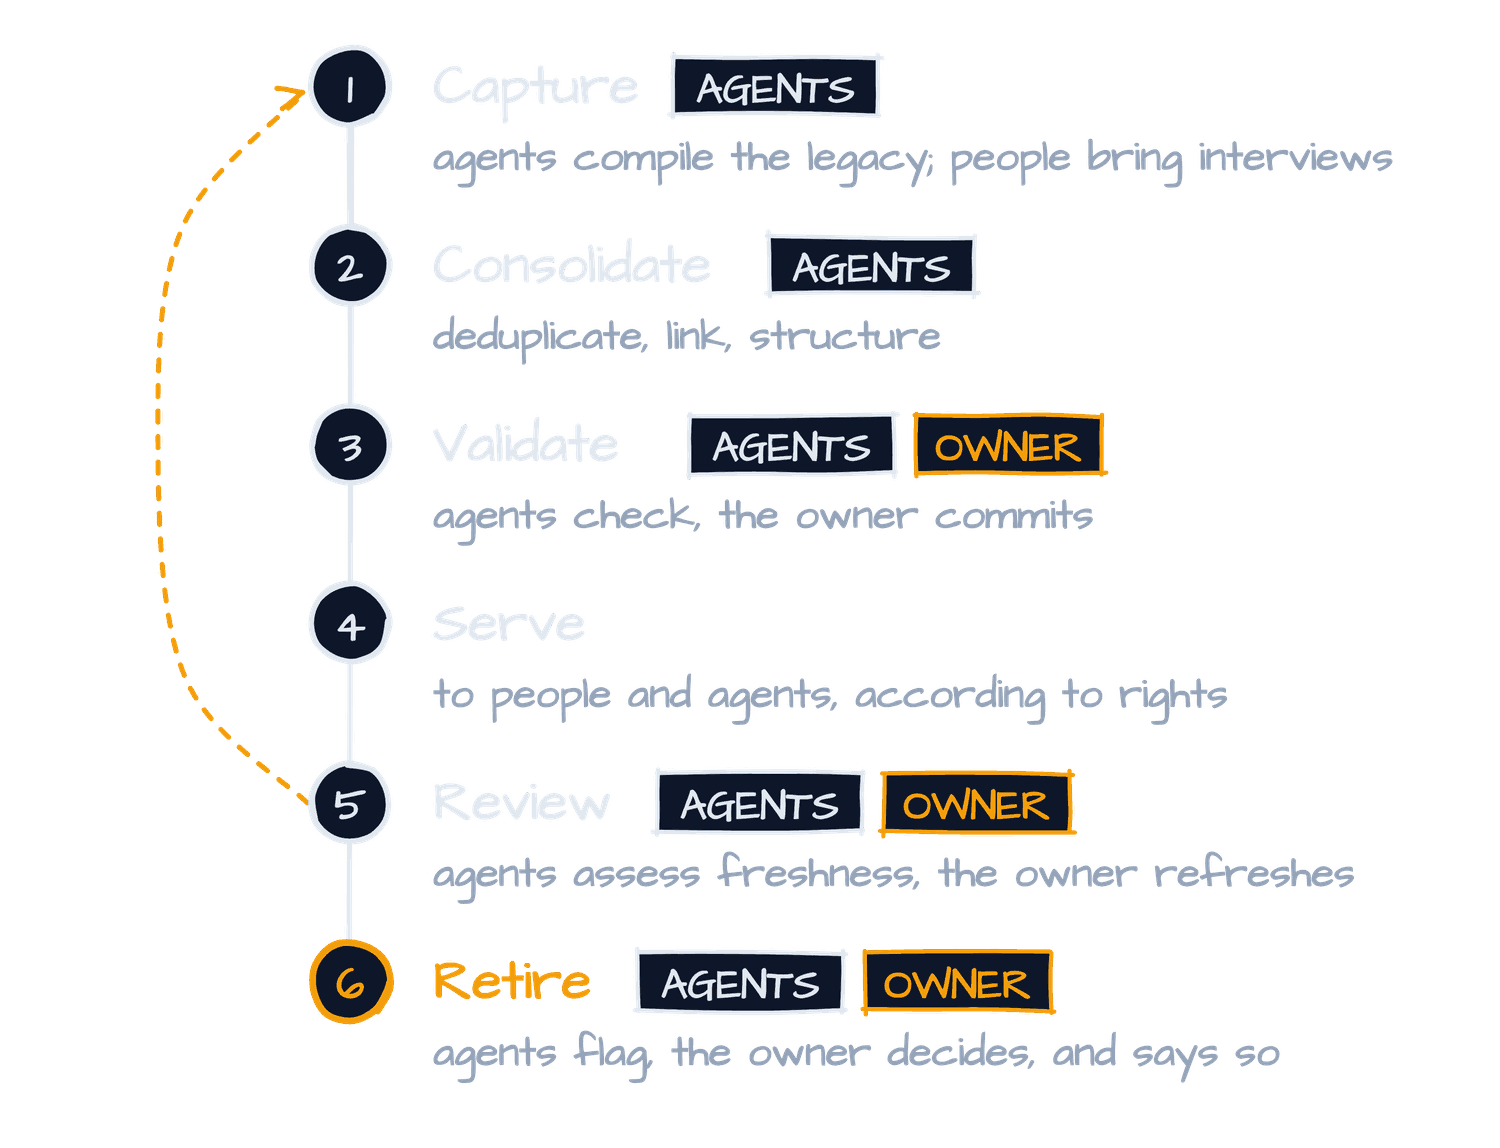 1 Capture AGENTS
agents compile the legacy; people bring interviews
2 Consolidate AGENTS
deduplicate, link, structure
3 Validate AGENTS OWNER
agents check, the owner commits
4 Serve
to people and agents, according to rights
5 Review AGENTS OWNER
agents assess freshness, the owner refreshes
6 Retire AGENTS OWNER
agents flag, the owner decides, and says so